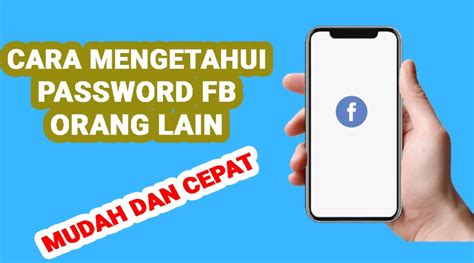 CARA MENGETAHUI
PASSWORD FB
ORANG LAIN
MUDAH DAN CEPAT
f